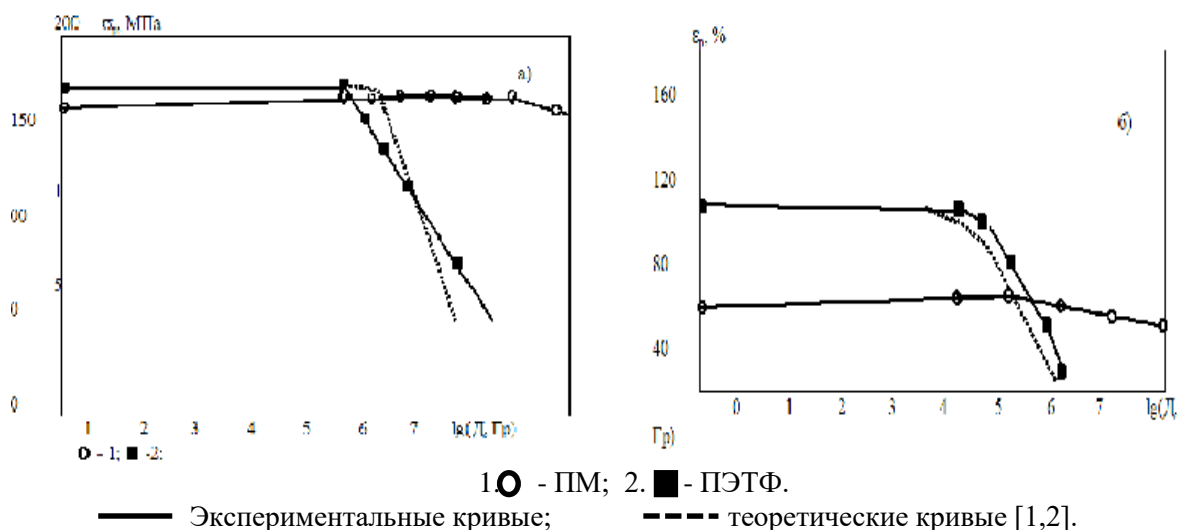 200 σₚ, МПа
а)
150
1
00
5
0
0
1 2 3 4 5 6 7 lg(Д, Гр)
О - 1; ■ -2:
εₚ, %
160
б)
120
80
40
0 1 2 3 4 5 6 7 lg(Д,
Гр)
1. О - ПМ; 2. ■ - ПЭТФ.
Экспериментальные кривые; теоретические кривые [1,2].